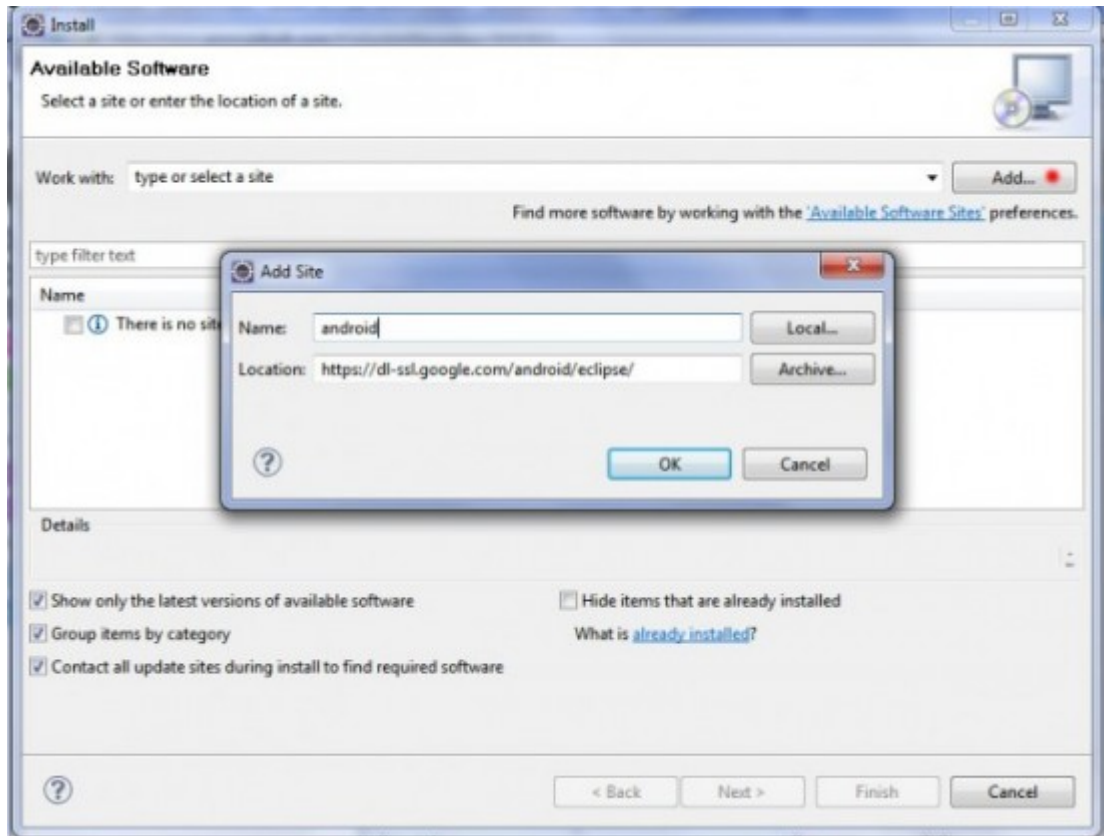 Install
Available Software
Select a site or enter the location of a site.
Work with: type or select a site Add...
Find more software by working with the 'Available Software Sites' preferences.
type filter text
Name
There is no sit
Add Site
Name: android Local...
Location: https://dl-ssl.google.com/android/eclipse/ Archive...
OK Cancel
Details
Show only the latest versions of available software Hide items that are already installed
Group items by category What is already installed?
Contact all update sites during install to find required software
< Back Next > Finish Cancel